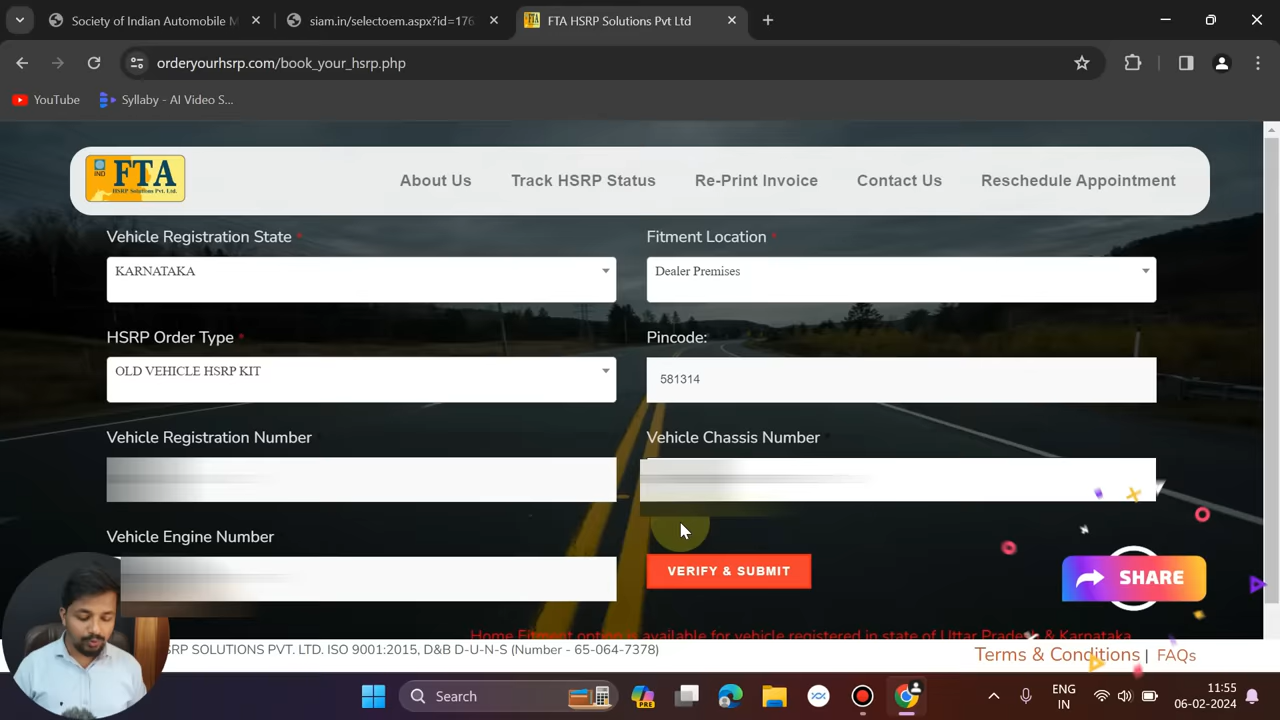 Society of Indian Automobile M
siam.in/selectoem.aspx?id=176
FTA HSRP Solutions Pvt Ltd
orderyourhsrp.com/book_your_hsrp.php
YouTube
Syllaby - AI Video S...
IND FTA
HSRP Solutions Pvt. Ltd.
About Us
Track HSRP Status
Re-Print Invoice
Contact Us
Reschedule Appointment
Vehicle Registration State *
Fitment Location *
KARNATAKA
Dealer Premises
HSRP Order Type *
Pincode:
OLD VEHICLE HSRP KIT
581314
Vehicle Registration Number
Vehicle Chassis Number
Vehicle Engine Number
VERIFY & SUBMIT
SHARE
Home Fitment option is available for vehicle registered in state of Uttar Pradesh & Karnataka
SRP SOLUTIONS PVT. LTD. ISO 9001:2015, D&B D-U-N-S (Number - 65-064-7378)
Terms & Conditions | FAQs
Search
PRE
ENG
IN
11:55
06-02-2024